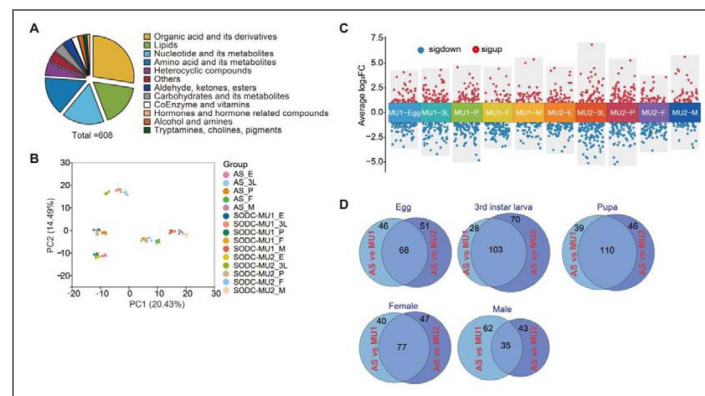 A
Organic acid and its derivatives
Lipids
Nucleotide and its metabolites
Amino acid and its metabolites
Heterocyclic compounds
Others
Aldehyde, ketones, esters
Carbohydrates and its metabolites
CoEnzyme and vitamins
Hormones and hormone related compounds
Alcohol and amines
Tryptamines, cholines, pigments
Total =608
B
PC2 (14.49%)
20
10
0
-10
-20
-20
-10
0
10
20
30
PC1 (20.43%)
Group
AS_E
AS_3L
AS_P
AS_F
AS_M
SODC-MU1_E
SODC-MU1_3L
SODC-MU1_P
SODC-MU1_F
SODC-MU1_M
SODC-MU2_E
SODC-MU2_3L
SODC-MU2_P
SODC-MU2_F
SODC-MU2_M
C
sigdown
sigup
Average log₂FC
7.5
5.0
2.5
0.0
-2.5
-5.0
MU1-Egg
MU1-3L
MU1-P
MU1-F
MU1-M
MU2-E
MU2-3L
MU2-P
MU2-F
MU2-M
D
Egg
46
51
68
AS vs MU1
AS vs MU2
3rd instar larva
28
70
103
AS vs MU1
AS vs MU2
Pupa
39
46
110
AS vs MU1
AS vs MU2
Female
40
47
77
AS vs MU1
AS vs MU2
Male
62
43
35
AS vs MU1
AS vs MU2